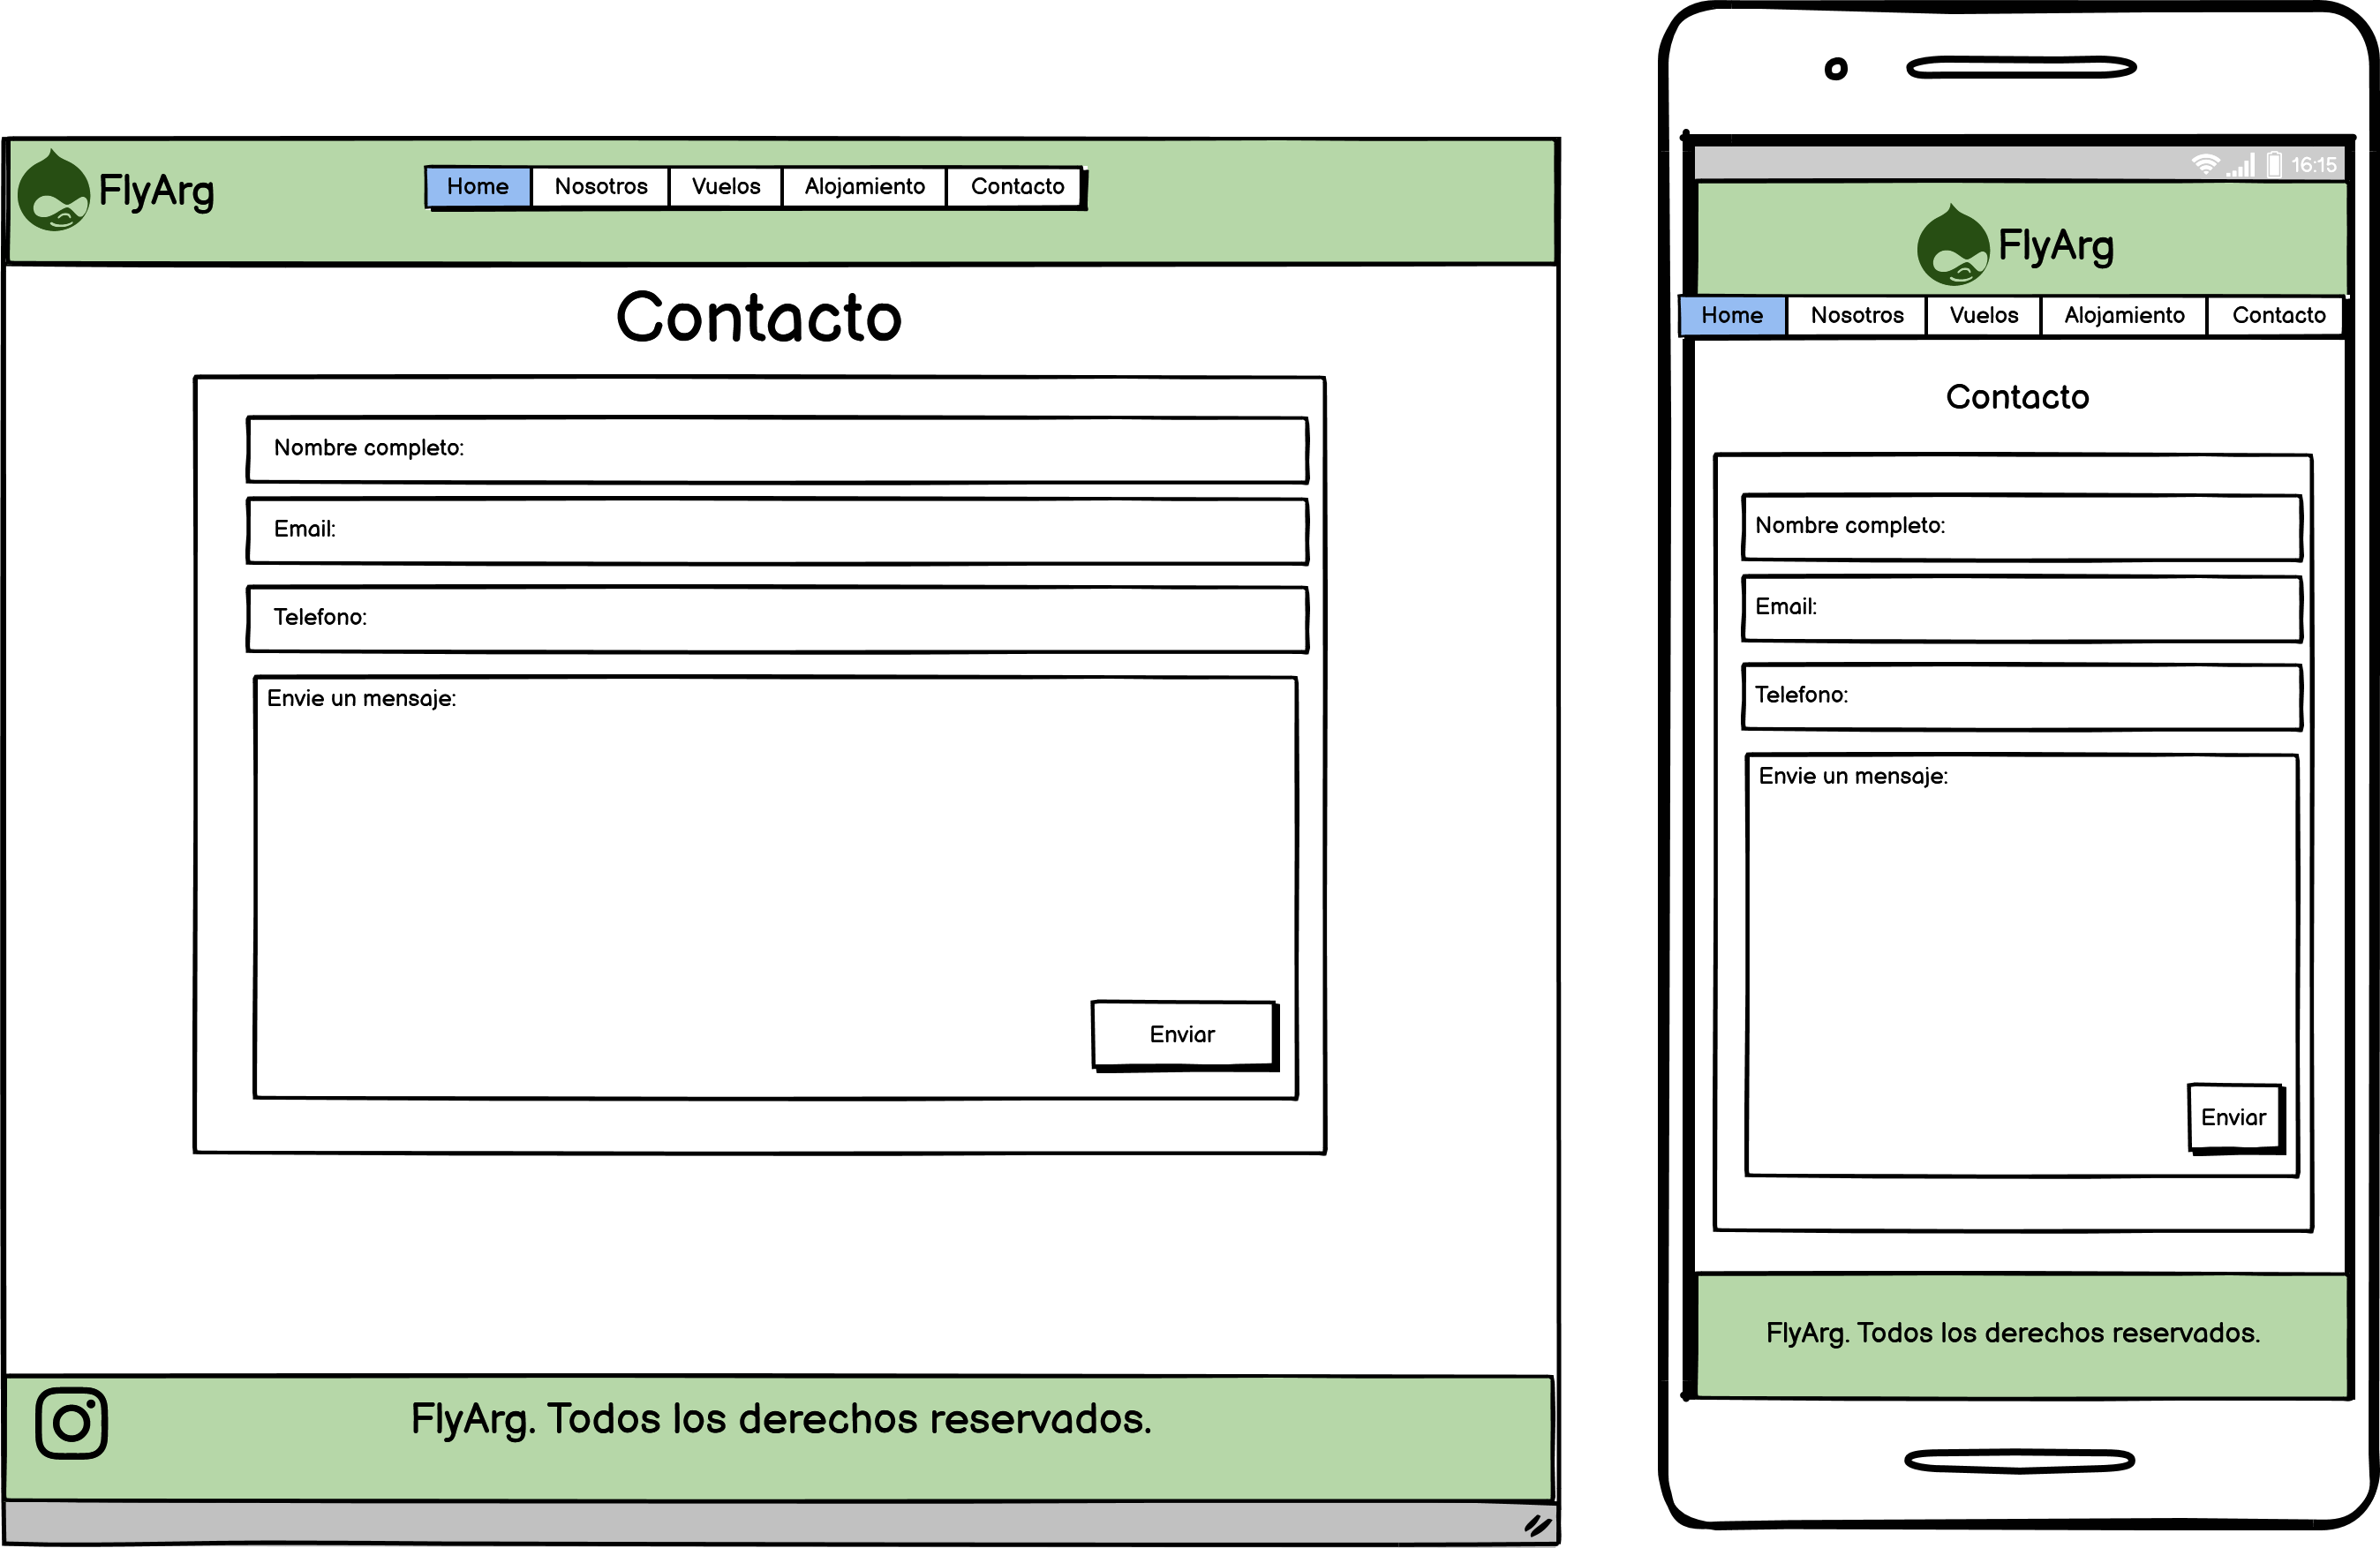 FlyArg
Home Nosotros Vuelos Alojamiento Contacto
Contacto
Nombre completo:
Email:
Telefono:
Envie un mensaje:
Enviar
FlyArg. Todos los derechos reservados.
16:15
FlyArg
Home Nosotros Vuelos Alojamiento Contacto
Contacto
Nombre completo:
Email:
Telefono:
Envie un mensaje:
Enviar
FlyArg. Todos los derechos reservados.